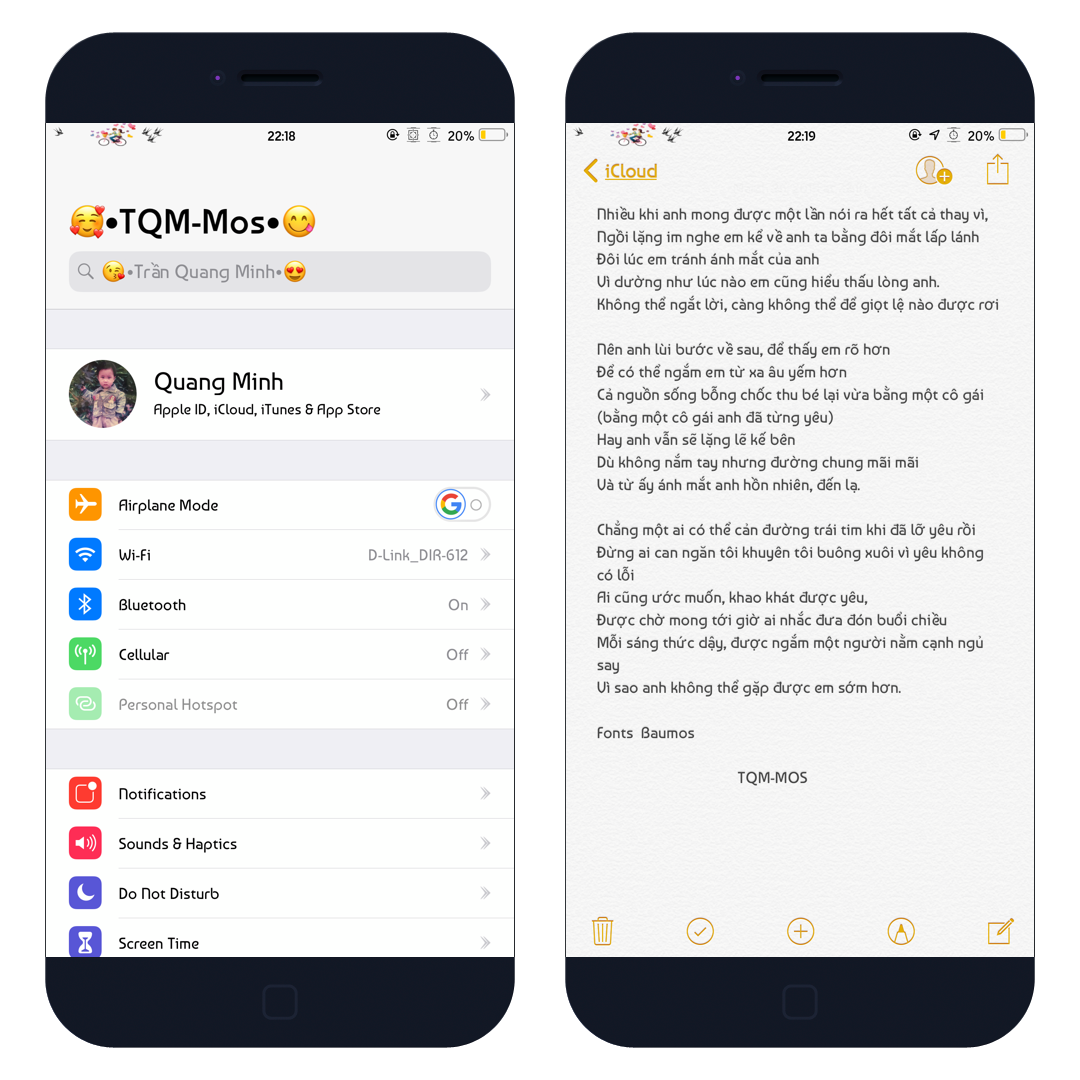 22:18
20%
🥰•TQM-Mos•😋
😘•Trần Quang Minh•😍
Quang Minh
Apple ID, iCloud, iTunes & App Store
Airplane Mode
Wi-Fi D-Link_DIR-612
Bluetooth On
Cellular Off
Personal Hotspot Off
Notifications
Sounds & Haptics
Do Not Disturb
Screen Time
22:19
20%
iCloud
Nhiều khi anh mong được một lần nói ra hết tất cả thay vì,
Ngồi lặng im nghe em kể về anh ta bằng đôi mắt lấp lánh
Đôi lúc em tránh ánh mắt của anh
Vì dường như lúc nào em cũng hiểu thấu lòng anh.
Không thể ngắt lời, càng không thể để giọt lệ nào được rơi
Nên anh lùi bước về sau, để thấy em rõ hơn
Để có thể ngắm em từ xa âu yếm hơn
Cả nguồn sống bỗng chốc thu bé lại vừa bằng một cô gái
(bằng một cô gái anh đã từng yêu)
Hay anh vẫn sẽ lặng lẽ kế bên
Dù không nắm tay nhưng đường chung mãi mãi
Và từ ấy ánh mắt anh hồn nhiên, đến lạ.
Chẳng một ai có thể cản đường trái tim khi đã lỡ yêu rồi
Đừng ai can ngăn tôi khuyên tôi buông xuôi vì yêu không
có lỗi
Ai cũng ước muốn, khao khát được yêu,
Được chờ mong tới giờ ai nhắc đưa đón buổi chiều
Mỗi sáng thức dậy, được ngắm một người nằm cạnh ngủ
say
Vì sao anh không thể gặp được em sớm hơn.
Fonts Baumos
TQM-MOS